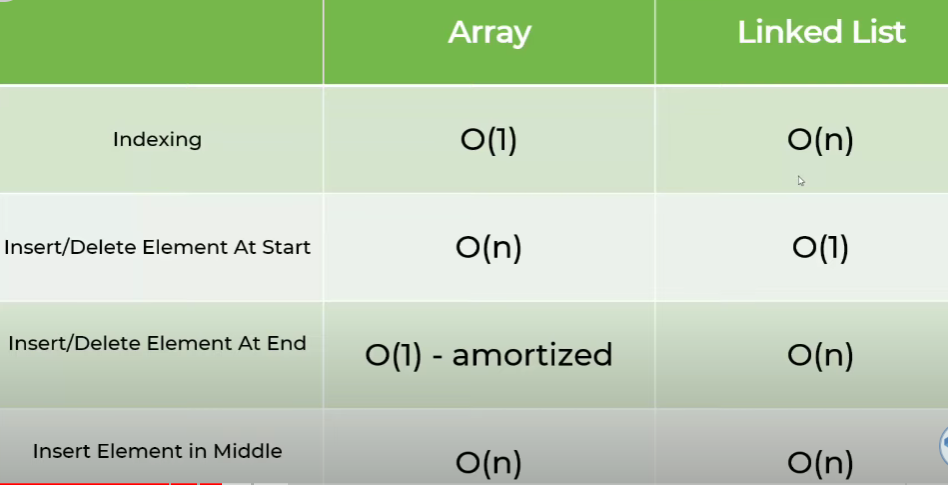 Array Linked List
Indexing O(1) O(n)
Insert/Delete Element At Start O(n) O(1)
Insert/Delete Element At End O(1) - amortized O(n)
Insert Element in Middle O(n) O(n)